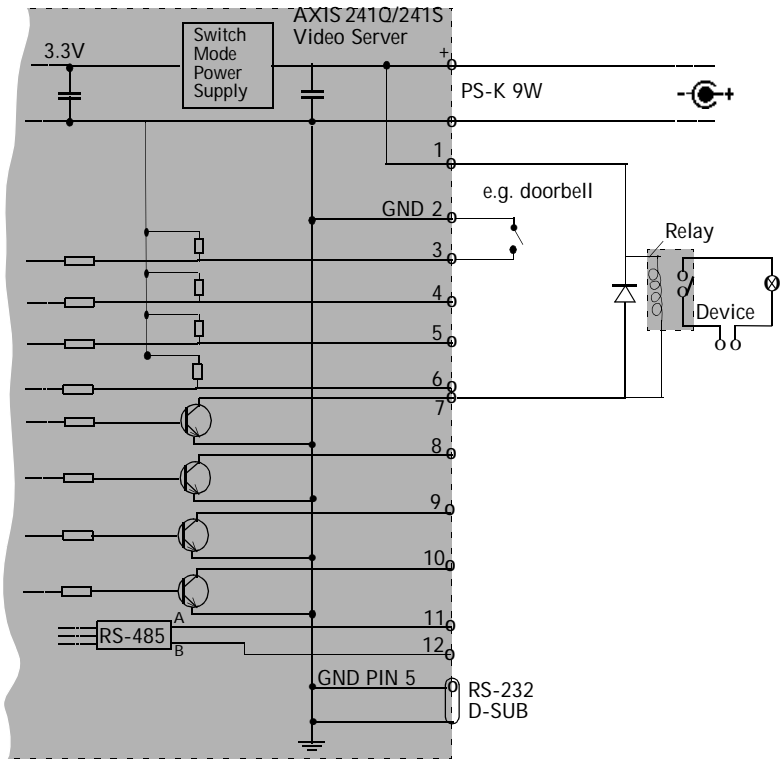 AXIS 241Q/241S
Video Server
Switch
Mode
Power
Supply
3.3V
+
PS-K 9W
- +
1
e.g. doorbell
GND 2
Relay
3
4
Device
5
6
7
8
9
10
11
A
RS-485
B
12
GND PIN 5
RS-232
D-SUB